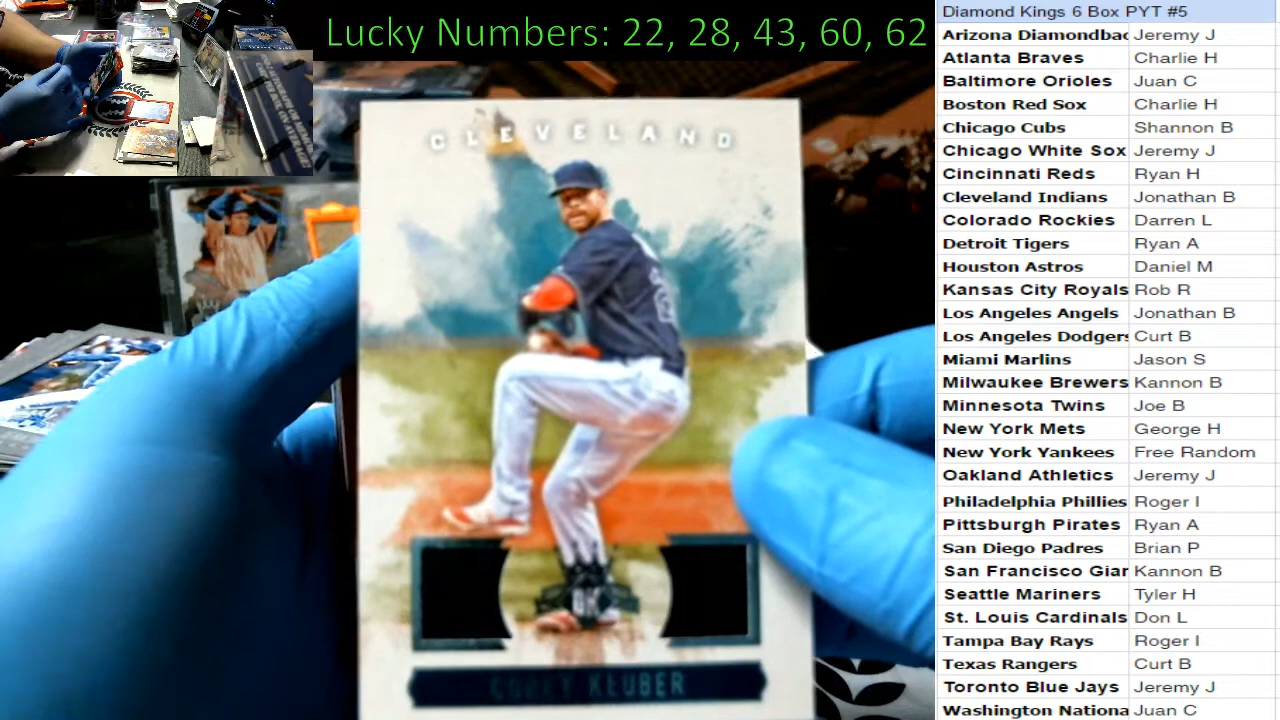 Lucky Numbers: 22, 28, 43, 60, 62
CLEVELAND
COREY KLUBER
Diamond Kings 6 Box PYT #5
Arizona Diamondbac Jeremy J
Atlanta Braves Charlie H
Baltimore Orioles Juan C
Boston Red Sox Charlie H
Chicago Cubs Shannon B
Chicago White Sox Jeremy J
Cincinnati Reds Ryan H
Cleveland Indians Jonathan B
Colorado Rockies Darren L
Detroit Tigers Ryan A
Houston Astros Daniel M
Kansas City Royals Rob R
Los Angeles Angels Jonathan B
Los Angeles Dodgers Curt B
Miami Marlins Jason S
Milwaukee Brewers Kannon B
Minnesota Twins Joe B
New York Mets George H
New York Yankees Free Random
Oakland Athletics Jeremy J
Philadelphia Phillies Roger I
Pittsburgh Pirates Ryan A
San Diego Padres Brian P
San Francisco Giar Kannon B
Seattle Mariners Tyler H
St. Louis Cardinals Don L
Tampa Bay Rays Roger I
Texas Rangers Curt B
Toronto Blue Jays Jeremy J
Washington Nationa Juan C